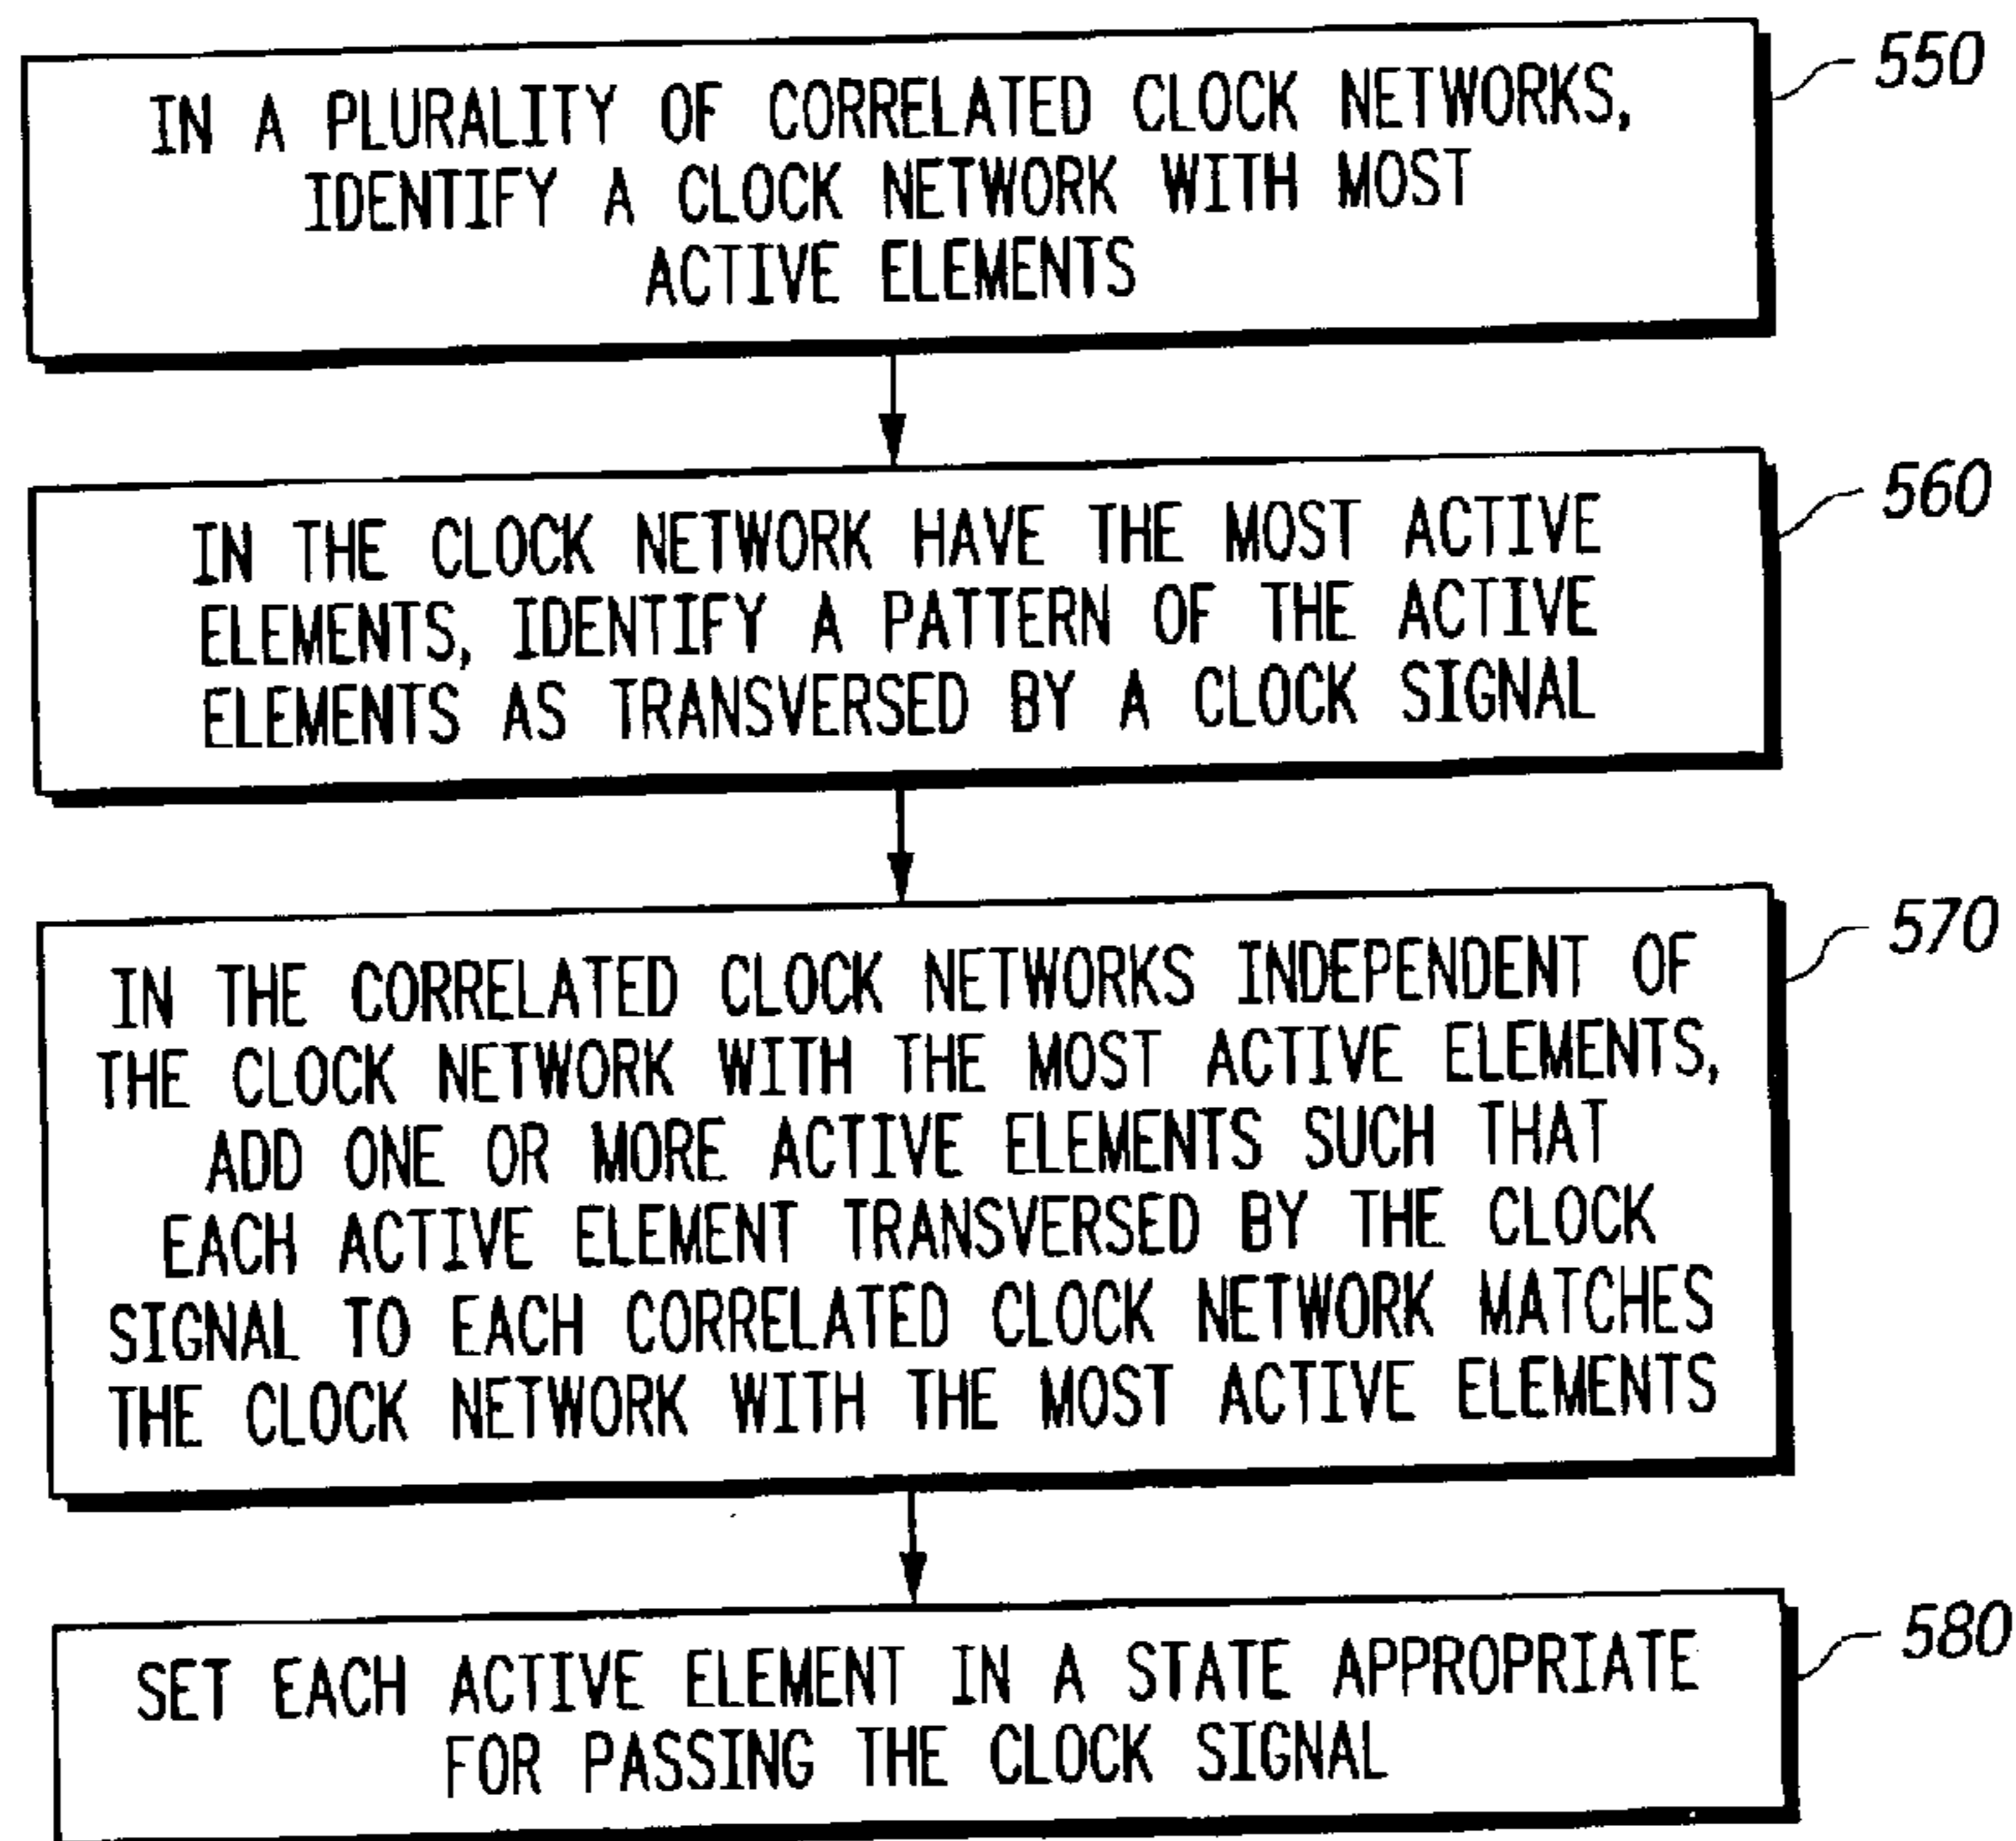 IN A PLURALITY OF CORRELATED CLOCK NETWORKS,
IDENTIFY A CLOCK NETWORK WITH MOST
ACTIVE ELEMENTS
550
IN THE CLOCK NETWORK HAVE THE MOST ACTIVE
ELEMENTS, IDENTIFY A PATTERN OF THE ACTIVE
ELEMENTS AS TRANSVERSED BY A CLOCK SIGNAL
560
IN THE CORRELATED CLOCK NETWORKS INDEPENDENT OF
THE CLOCK NETWORK WITH THE MOST ACTIVE ELEMENTS,
ADD ONE OR MORE ACTIVE ELEMENTS SUCH THAT
EACH ACTIVE ELEMENT TRANSVERSED BY THE CLOCK
SIGNAL TO EACH CORRELATED CLOCK NETWORK MATCHES
THE CLOCK NETWORK WITH THE MOST ACTIVE ELEMENTS
570
SET EACH ACTIVE ELEMENT IN A STATE APPROPRIATE
FOR PASSING THE CLOCK SIGNAL
580